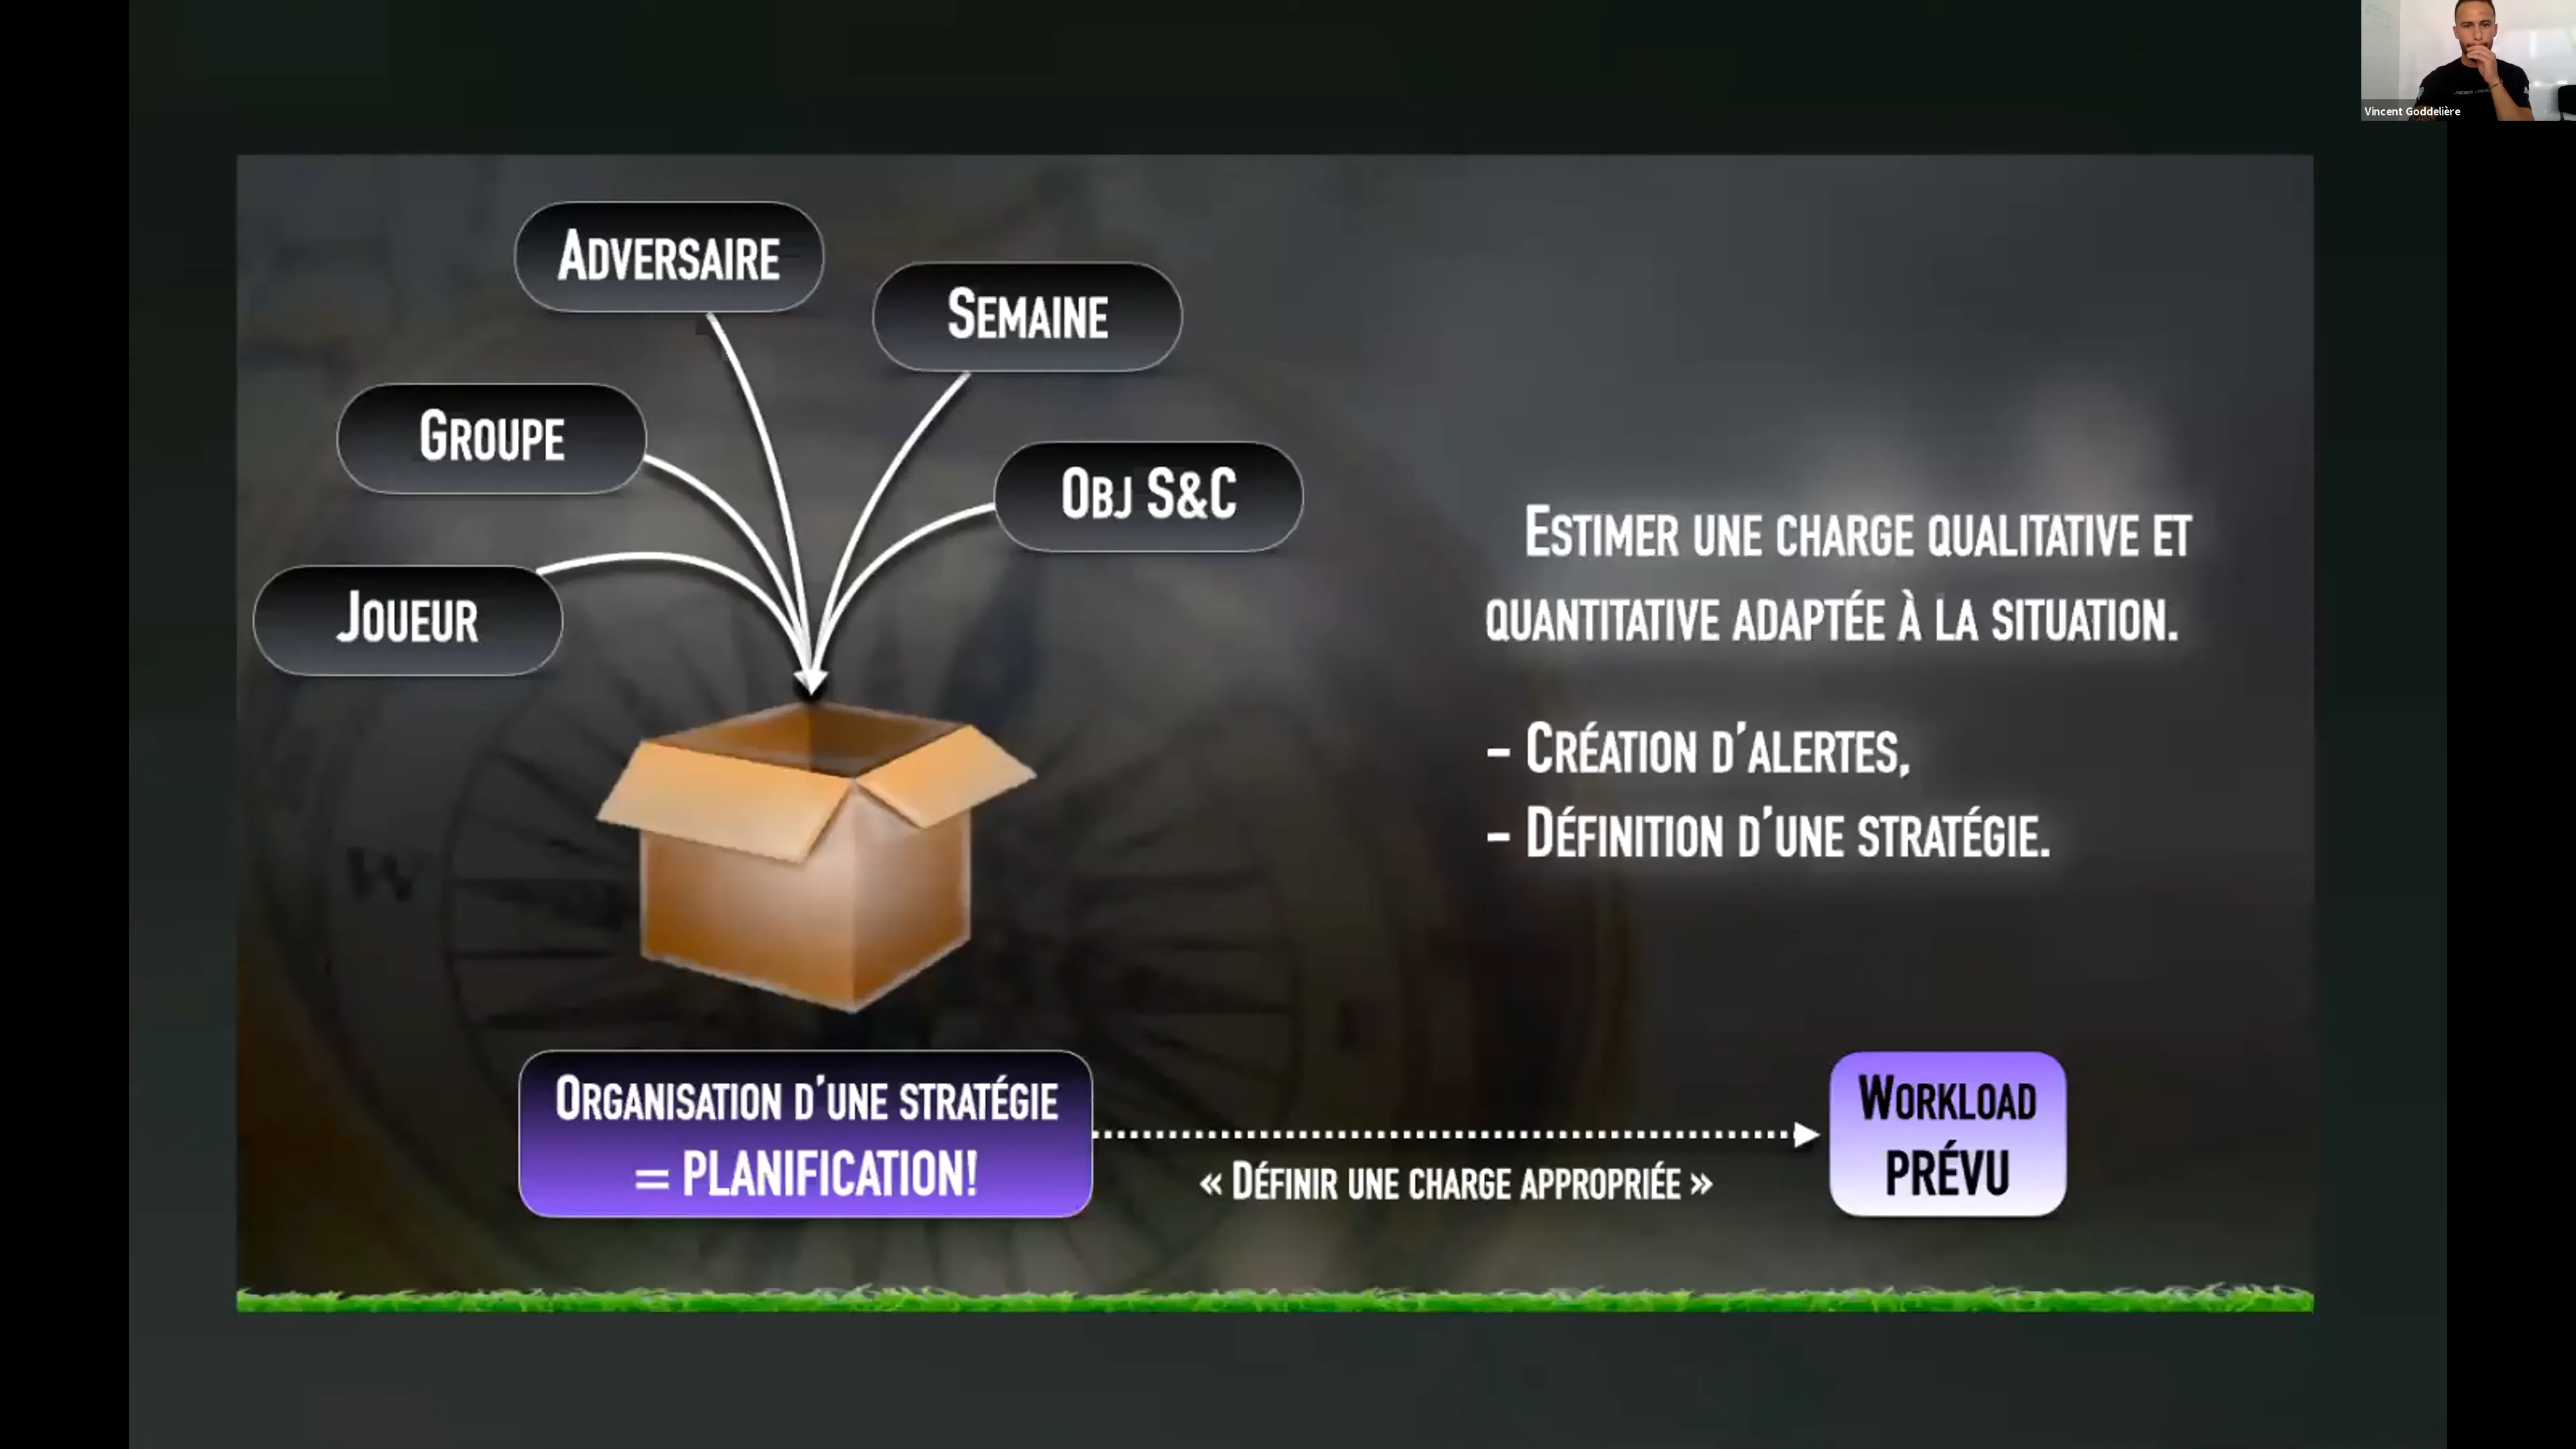 Vincent Goddelière
ADVERSAIRE
SEMAINE
GROUPE
OBJ S&C
JOUEUR
ESTIMER UNE CHARGE QUALITATIVE ET
QUANTITATIVE ADAPTÉE À LA SITUATION.
- CRÉATION D'ALERTES,
- DÉFINITION D'UNE STRATÉGIE.
W
ORGANISATION D'UNE STRATÉGIE
= PLANIFICATION!
« DÉFINIR UNE CHARGE APPROPRIÉE »
WORKLOAD
PRÉVU